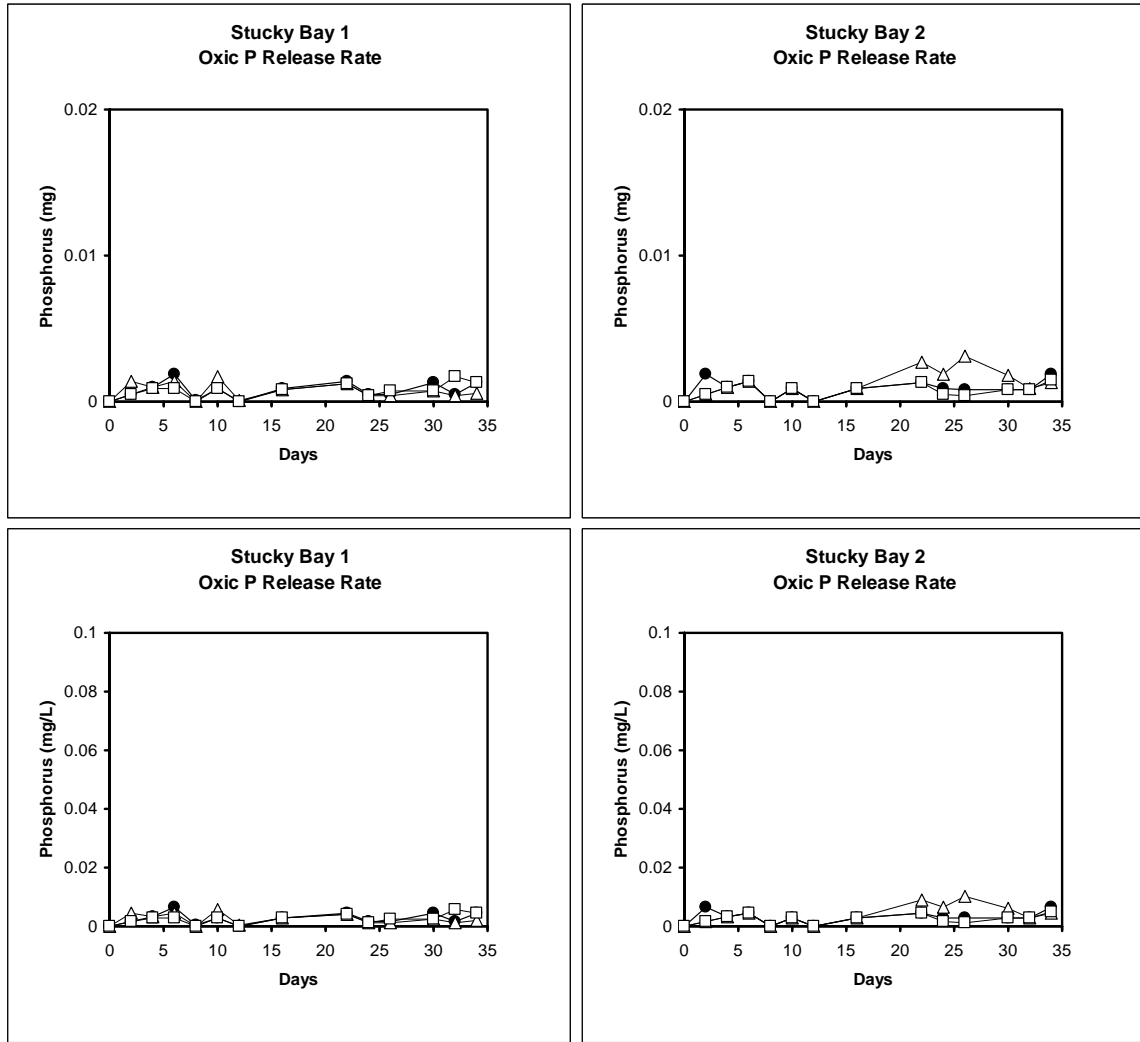 Stucky Bay 1
Oxic P Release Rate
0.02
0.01
0
Phosphorus (mg)
0 5 10 15 20 25 30 35
Days
Stucky Bay 2
Oxic P Release Rate
0.02
0.01
0
Phosphorus (mg)
0 5 10 15 20 25 30 35
Days
Stucky Bay 1
Oxic P Release Rate
0.1
0.08
0.06
0.04
0.02
0
Phosphorus (mg/L)
0 5 10 15 20 25 30 35
Days
Stucky Bay 2
Oxic P Release Rate
0.1
0.08
0.06
0.04
0.02
0
Phosphorus (mg/L)
0 5 10 15 20 25 30 35
Days